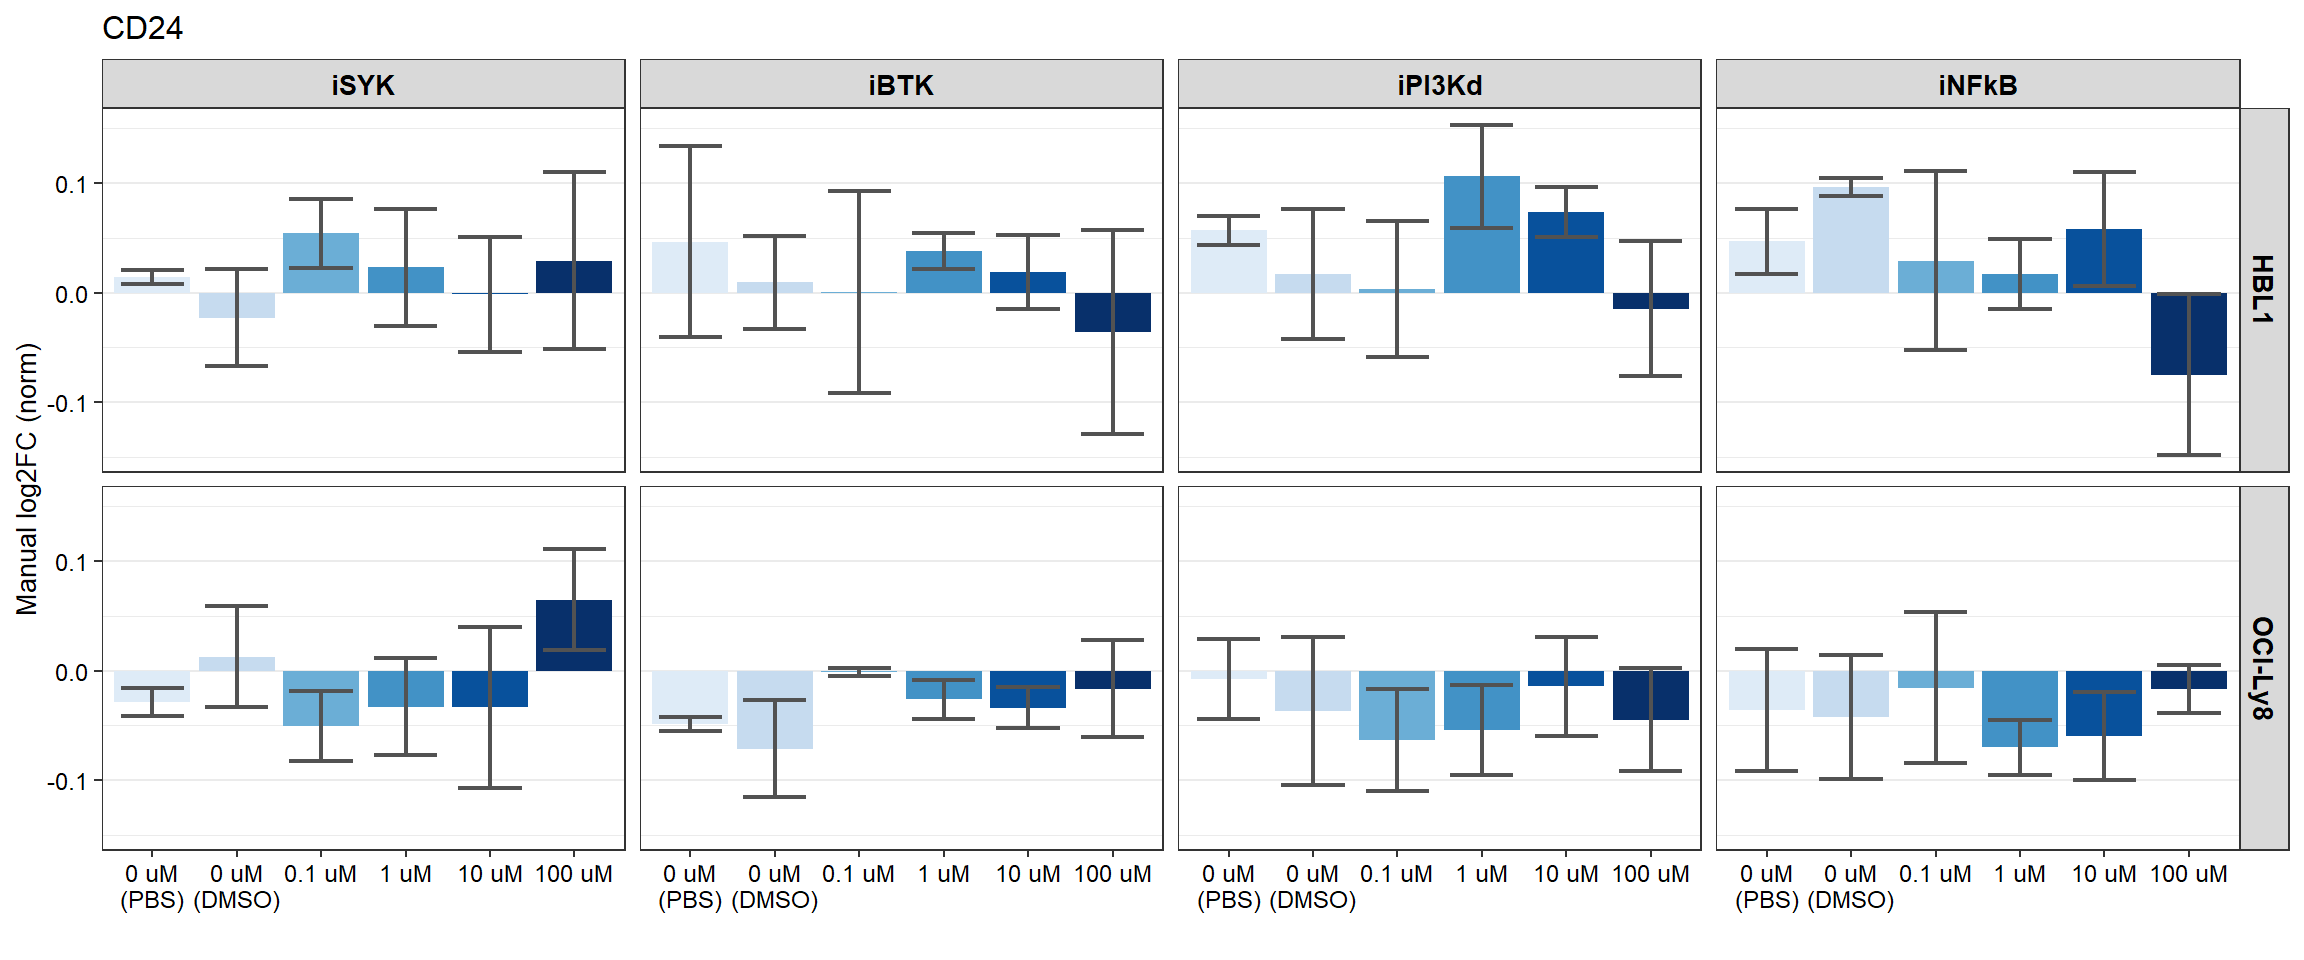 CD24
iSYK
iBTK
iPI3Kd
iNFkB
Manual log2FC (norm)
0.1
0.0
-0.1
HBL1
0.1
0.0
-0.1
OCI-Ly8
0 uM (PBS)
0 uM (DMSO)
0.1 uM
1 uM
10 uM
100 uM
0 uM (PBS)
0 uM (DMSO)
0.1 uM
1 uM
10 uM
100 uM
0 uM (PBS)
0 uM (DMSO)
0.1 uM
1 uM
10 uM
100 uM
0 uM (PBS)
0 uM (DMSO)
0.1 uM
1 uM
10 uM
100 uM